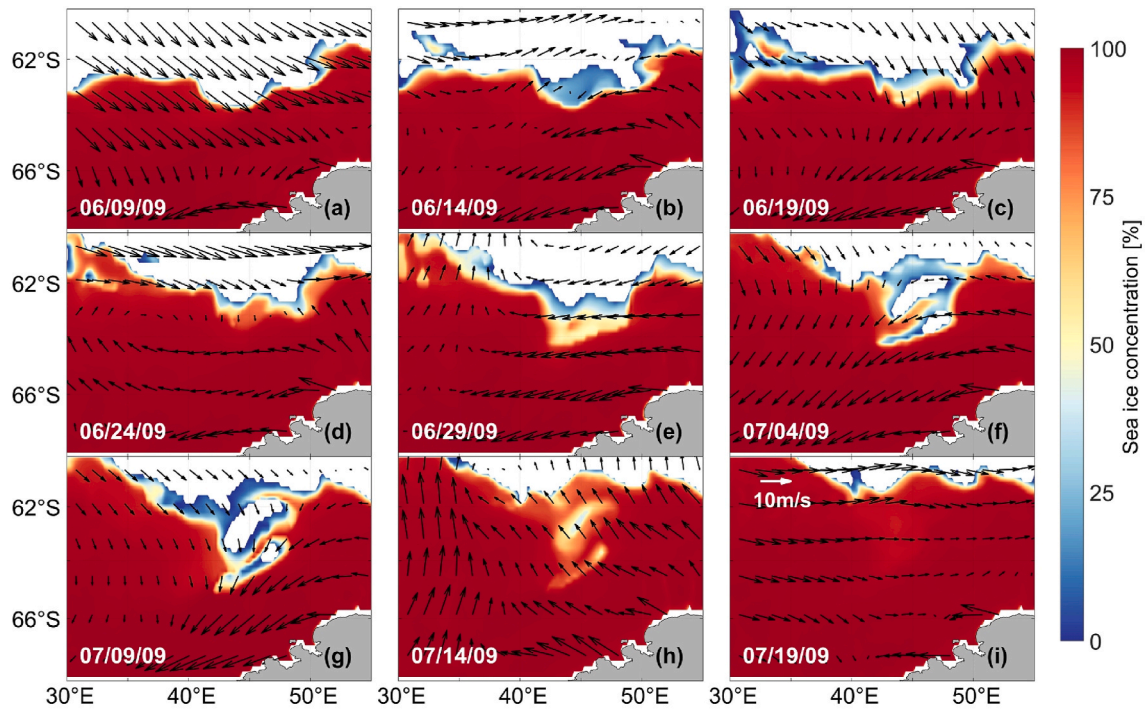 62°S
66°S
06/09/09 (a)
06/14/09 (b)
06/19/09 (c)
62°S
66°S
06/24/09 (d)
06/29/09 (e)
07/04/09 (f)
62°S
66°S
10m/s
07/09/09 (g)
07/14/09 (h)
07/19/09 (i)
30°E 40°E 50°E
30°E 40°E 50°E
30°E 40°E 50°E
100
75
50
25
0
Sea ice concentration [%]